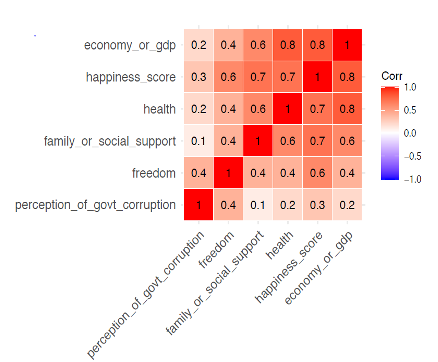 economy_or_gdp 0.2 0.4 0.6 0.8 0.8 1
happiness_score 0.3 0.6 0.7 0.7 1 0.8
health 0.2 0.4 0.6 1 0.7 0.8
family_or_social_support 0.1 0.4 1 0.6 0.7 0.6
freedom 0.4 1 0.4 0.4 0.6 0.4
perception_of_govt_corruption 1 0.4 0.1 0.2 0.3 0.2
perception_of_govt_corruption
freedom
family_or_social_support
health
happiness_score
economy_or_gdp
Corr
1.0
0.5
0.0
−0.5
−1.0